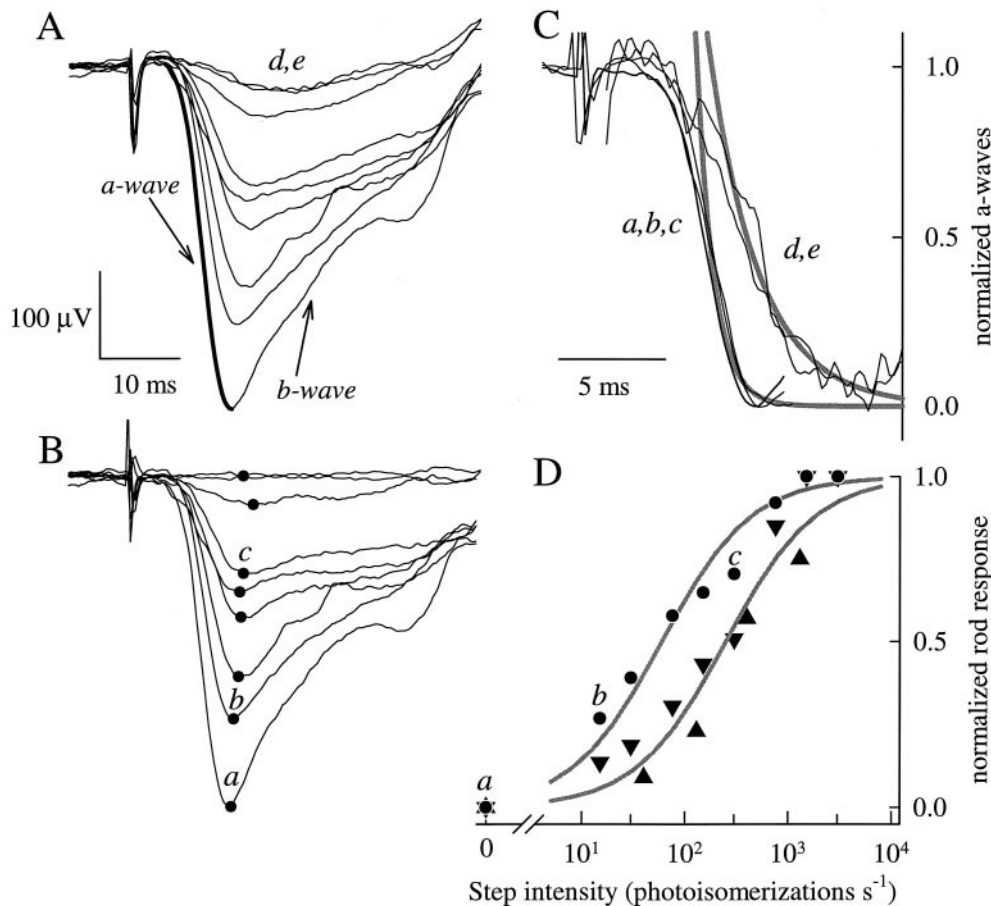 A
d,e
a-wave
100 μV
10 ms
b-wave
C
1.0
a,b,c
0.5
d,e
5 ms
0.0
normalized a-waves
B
c
b
a
D
1.0
c
b
0.5
a
0.0
normalized rod response
0 10¹ 10² 10³ 10⁴
Step intensity (photoisomerizations s⁻¹)